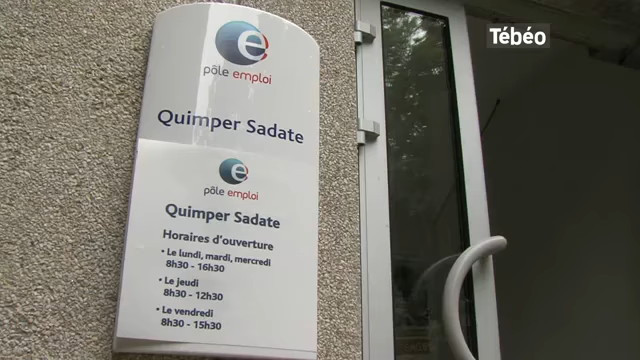 Tébéo
e
pôle emploi
Quimper Sadate
e
pôle emploi
Quimper Sadate
Horaires d'ouverture
• Le lundi, mardi, mercredi
8h30 - 16h30
• Le jeudi
8h30 - 12h30
• Le vendredi
8h30 - 15h30